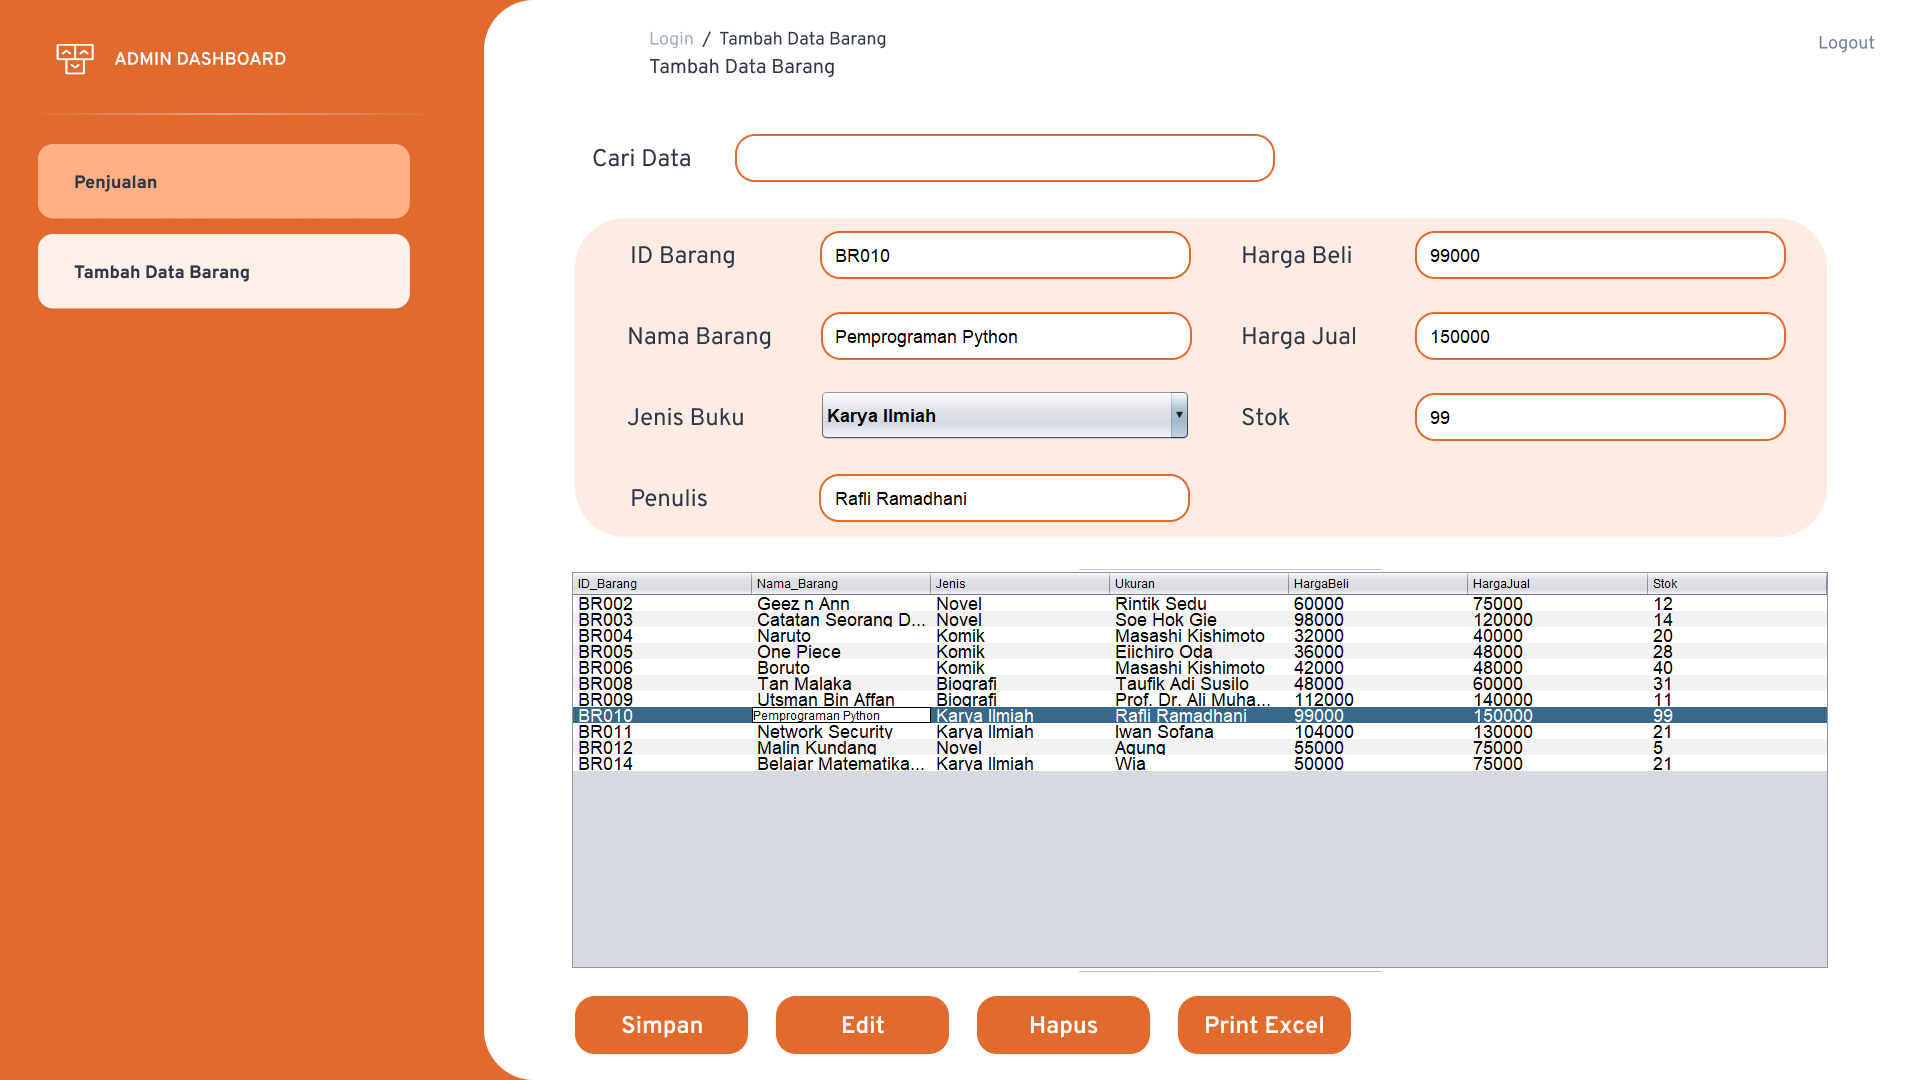 ADMIN DASHBOARD
Penjualan
Tambah Data Barang
Login / Tambah Data Barang
Tambah Data Barang
Logout
Cari Data
ID Barang BR010 Harga Beli 99000
Nama Barang Pemprograman Python Harga Jual 150000
Jenis Buku Karya Ilmiah Stok 99
Penulis Rafli Ramadhani
ID_Barang Nama_Barang Jenis Ukuran HargaBeli HargaJual Stok
BR002 Geez n Ann Novel Rintik Sedu 60000 75000 12
BR003 Catatan Seorang D... Novel Soe Hok Gie 98000 120000 14
BR004 Naruto Komik Masashi Kishimoto 32000 40000 20
BR005 One Piece Komik Eiichiro Oda 36000 48000 28
BR006 Boruto Komik Masashi Kishimoto 42000 48000 40
BR008 Tan Malaka Biografi Taufik Adi Susilo 48000 60000 31
BR009 Utsman Bin Affan Biografi Prof. Dr. Ali Muha... 112000 140000 11
BR010 Pemprograman Python Karya Ilmiah Rafli Ramadhani 99000 150000 99
BR011 Network Security Karya Ilmiah Iwan Sofana 104000 130000 21
BR012 Malin Kundang Novel Agung 55000 75000 5
BR014 Belajar Matematika... Karya Ilmiah Wia 50000 75000 21
Simpan Edit Hapus Print Excel